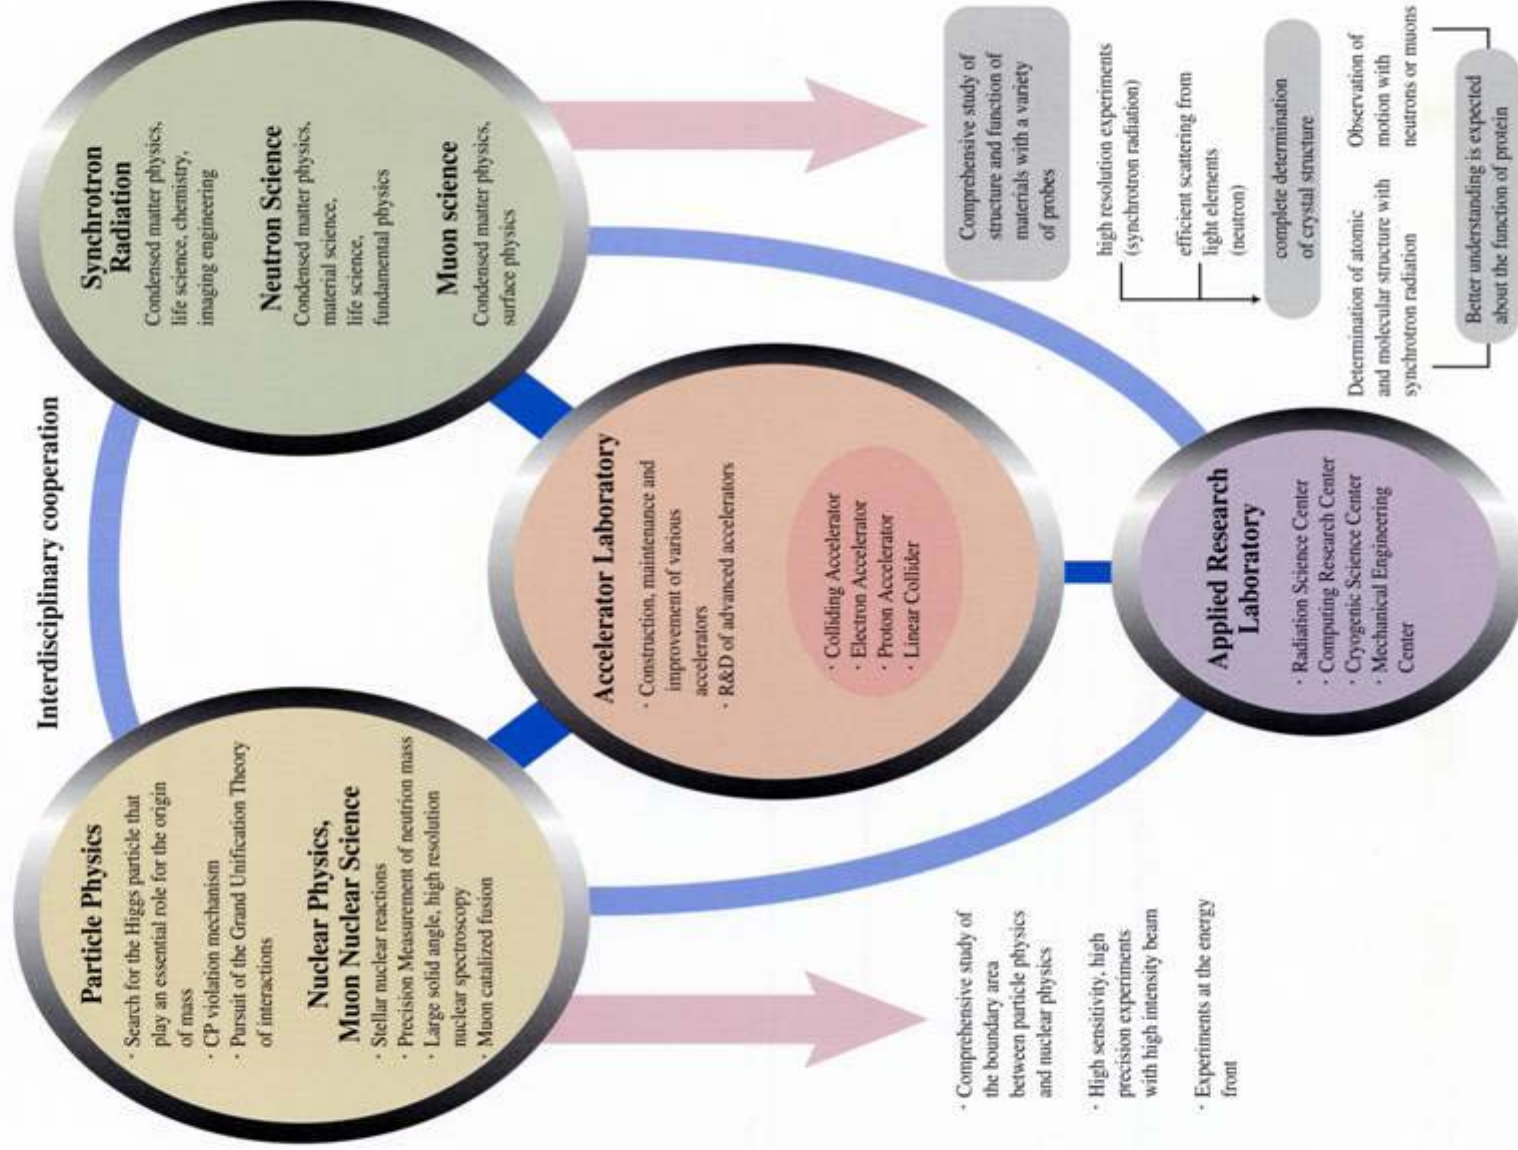 Interdisciplinary cooperation
Particle Physics
· Search for the Higgs particle that
play an essential role for the origin
of mass
· CP violation mechanism
· Pursuit of the Grand Unification Theory
of interactions
Nuclear Physics,
Muon Nuclear Science
· Stellar nuclear reactions
· Precision Measurement of neutrion mass
· Large solid angle, high resolution
nuclear spectroscopy
· Muon catalized fusion
Synchrotron
Radiation
Condensed matter physics,
life science, chemistry,
imaging engineering
Neutron Science
Condensed matter physics,
material science,
life science,
fundamental physics
Muon science
Condensed matter physics,
surface physics
Accelerator Laboratory
· Construction, maintenance and
improvement of various
accelerators
· R&D of advanced accelerators
· Colliding Accelerator
· Electron Accelerator
· Proton Accelerator
· Linear Collider
· Comprehensive study of
the boundary area
between particle physics
and nuclear physics
· High sensitivity, high
precision experiments
with high intensity beam
· Experiments at the energy
front
Applied Research
Laboratory
· Radiation Science Center
· Computing Research Center
· Cryogenic Science Center
· Mechanical Engineering
Center
Comprehensive study of
structure and function of
materials with a variety
of probes
high resolution experiments
(synchrotron radiation)
efficient scattering from
light elements
(neutron)
complete determination
of crystal structure
Determination of atomic
and molecular structure with
synchrotron radiation
Observation of
motion with
neutrons or muons
Better understanding is expected
about the function of protein